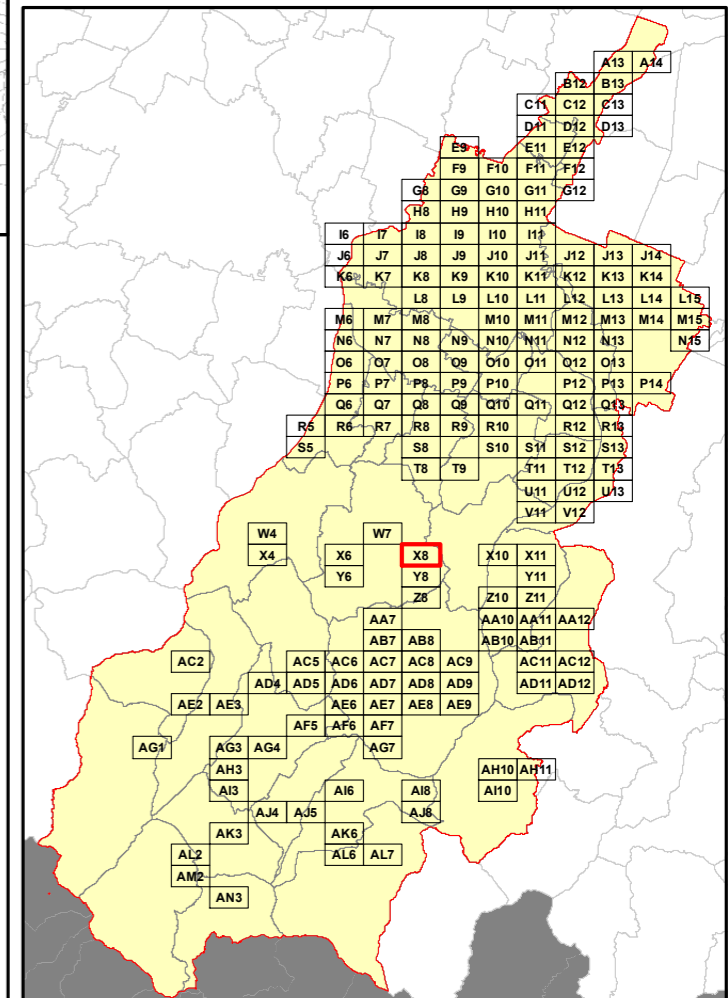 A13 A14
B12 B13
C11 C12 C13
D11 D12 D13
E9 E11 E12
F9 F10 F11 F12
G8 G9 G10 G11 G12
H8 H9 H10 H11
I6 I7 I8 I9 I10 I11
J6 J7 J8 J9 J10 J11 J12 J13 J14
K6 K7 K8 K9 K10 K11 K12 K13 K14
L8 L9 L10 L11 L12 L13 L14 L15
M6 M7 M8 M10 M11 M12 M13 M14 M15
N6 N7 N8 N9 N10 N11 N12 N13 N15
O6 O7 O8 O9 O10 O11 O12 O13
P6 P7 P8 P9 P10 P12 P13 P14
Q6 Q7 Q8 Q9 Q10 Q11 Q12 Q13
R5 R6 R7 R8 R9 R10 R12 R13
S5 S8 S10 S11 S12 S13
T8 T9 T11 T12 T13
U11 U12 U13
V11 V12
W4 W7
X4 X6 X8 X10 X11
Y6 Y8 Y11
Z8 Z10 Z11
AA7 AA10 AA11 AA12
AB7 AB8 AB10 AB11
AC2 AC5 AC6 AC7 AC8 AC9 AC11 AC12
AD4 AD5 AD6 AD7 AD8 AD9 AD11 AD12
AE2 AE3 AE6 AE7 AE8 AE9
AF5 AF6 AF7
AG1 AG3 AG4 AG7
AH3 AH10 AH11
AI3 AI6 AI8 AI10
AJ4 AJ5 AJ8
AK3 AK6
AL2 AL6 AL7
AM2
AN3